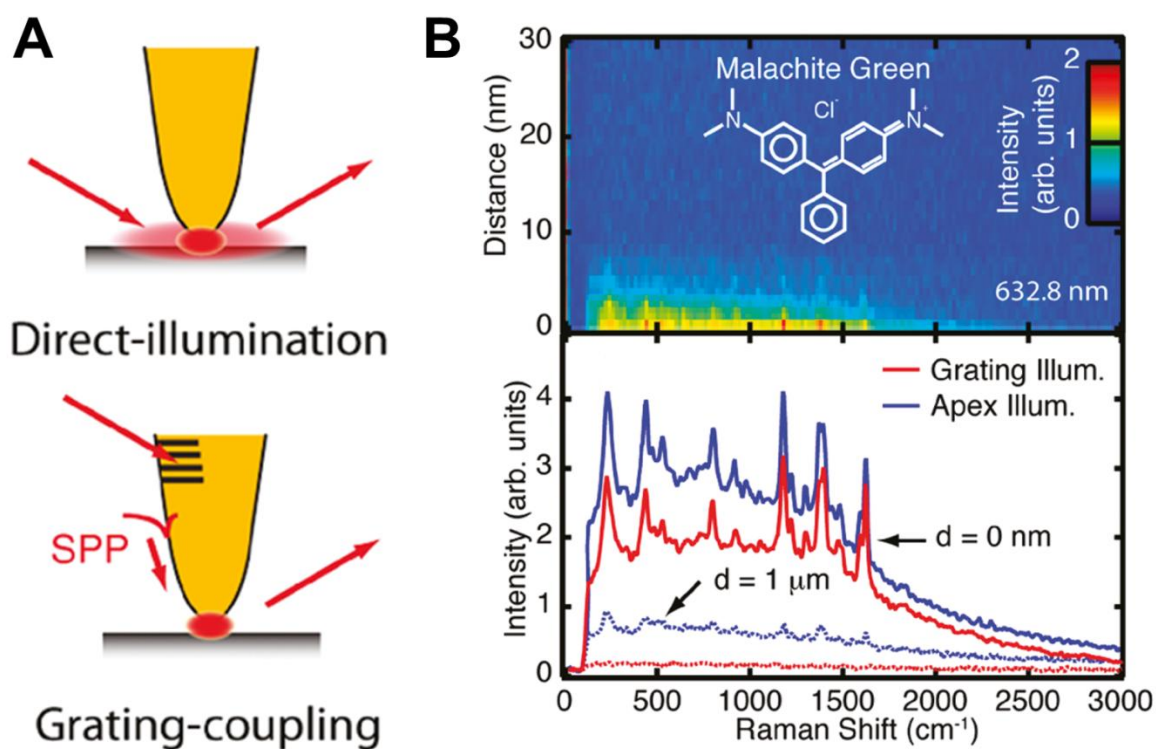 A
Direct-illumination
SPP
Grating-coupling
B
30
20
10
0
Distance (nm)
Malachite Green
Cl-
N
N+
2
1
0
Intensity
(arb. units)
632.8 nm
4
3
2
1
0
Intensity (arb. units)
Grating Illum.
Apex Illum.
d = 0 nm
d = 1 μm
0 500 1000 1500 2000 2500 3000
Raman Shift (cm⁻¹)